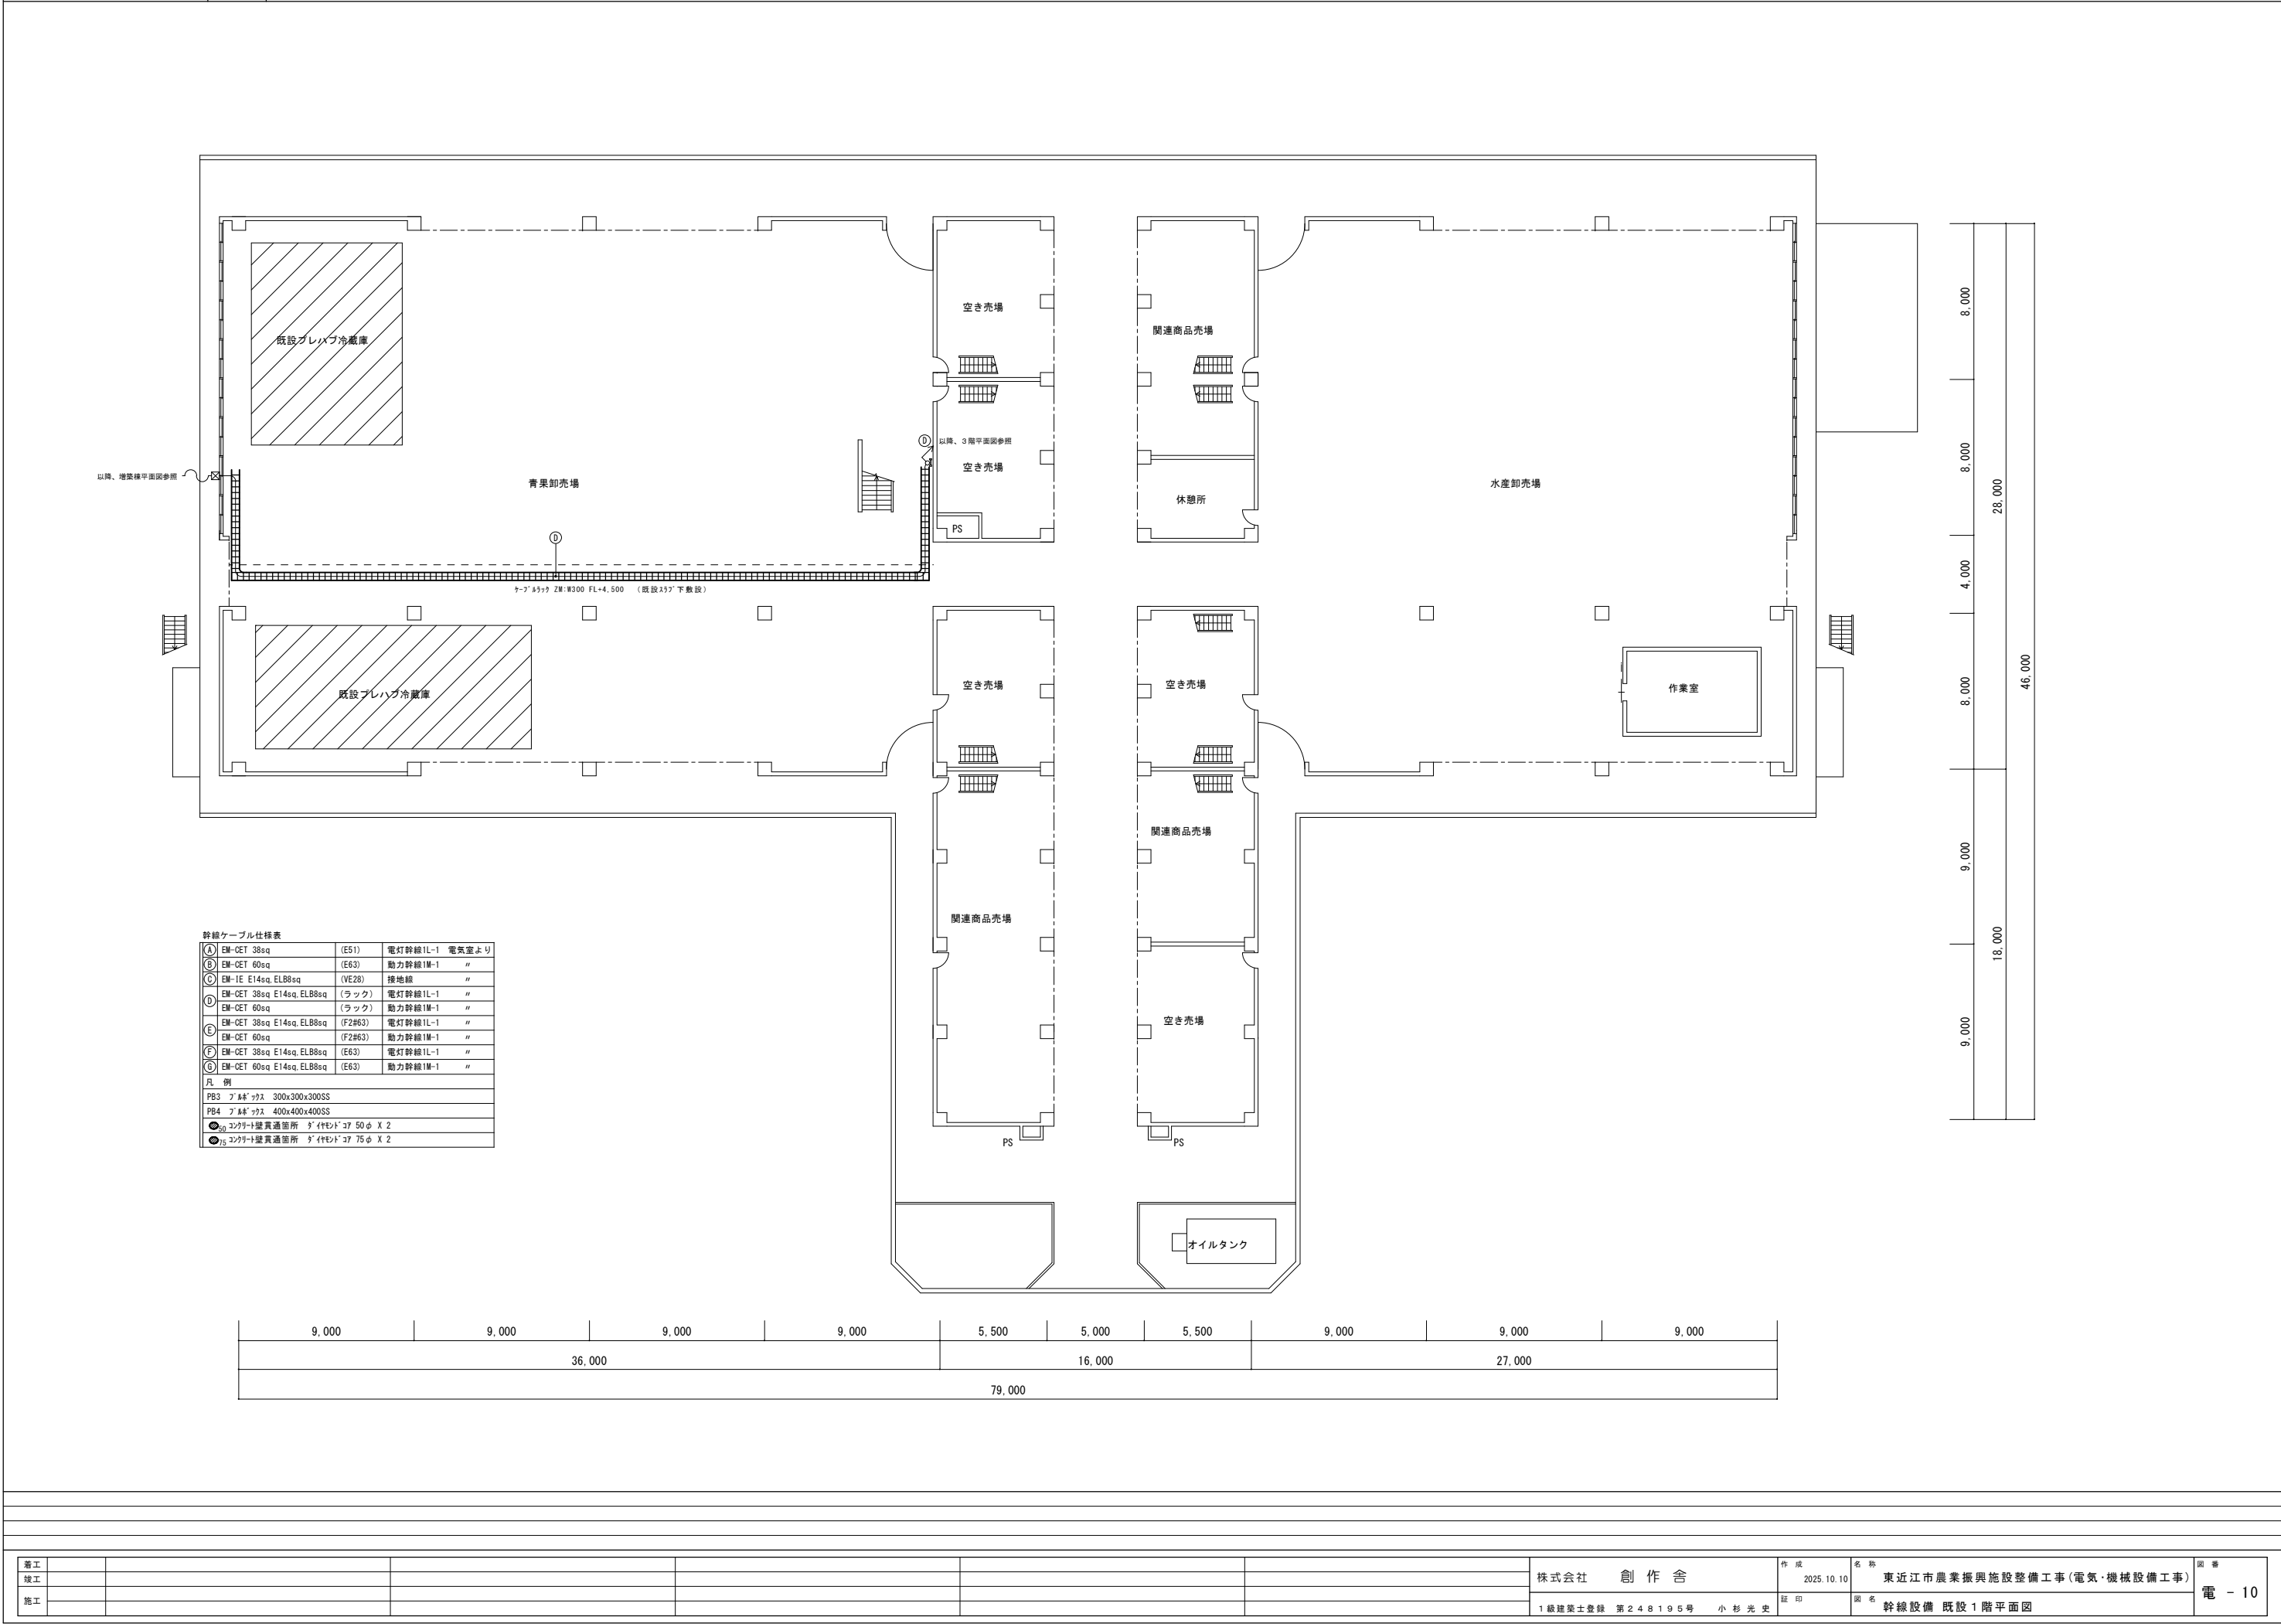 空き売場
関連商品売場
既設プレハブ冷蔵庫
8,000
D 以降、3階平面図参照
空き売場
以降、増築棟平面図参照
青果卸売場
水産卸売場
休憩所
8,000
28,000
PS
D
ケーブルラック ZM:W300 FL+4,500 (既設スラブ下敷設)
4,000
既設プレハブ冷蔵庫
空き売場
空き売場
作業室
8,000
46,000
関連商品売場
9,000
関連商品売場
18,000
空き売場
9,000
幹線ケーブル仕様表
A EM-CET 38sq (E51) 電灯幹線1L-1 電気室より
B EM-CET 60sq (E63) 動力幹線1M-1 〃
C EM-IE E14sq,ELB8sq (VE28) 接地線 〃
D EM-CET 38sq E14sq,ELB8sq (ラック) 電灯幹線1L-1 〃
EM-CET 60sq (ラック) 動力幹線1M-1 〃
E EM-CET 38sq E14sq,ELB8sq (F2#63) 電灯幹線1L-1 〃
EM-CET 60sq (F2#63) 動力幹線1M-1 〃
F EM-CET 38sq E14sq,ELB8sq (E63) 電灯幹線1L-1 〃
G EM-CET 60sq E14sq,ELB8sq (E63) 動力幹線1M-1 〃
凡 例
PB3 プルボックス 300x300x300SS
PB4 プルボックス 400x400x400SS
50 コンクリート壁貫通箇所 ダイヤモンドコア 50φ X 2
75 コンクリート壁貫通箇所 ダイヤモンドコア 75φ X 2
PS
PS
オイルタンク
9,000 9,000 9,000 9,000 5,500 5,000 5,500 9,000 9,000 9,000
36,000 16,000 27,000
79,000
着工
竣工
施工
株式会社 創作舎
1級建築士登録 第248195号 小杉光史
作成
2025.10.10
証印
名称
東近江市農業振興施設整備工事(電気・機械設備工事)
図名 幹線設備 既設1階平面図
図番
電 - 10